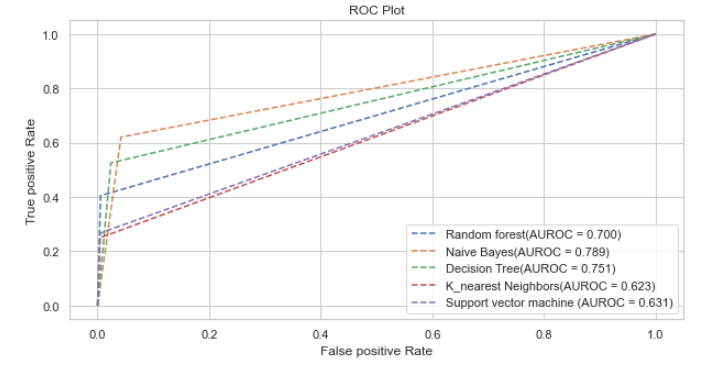 ROC Plot
1.0
0.8
0.6
0.4
0.2
0.0
True positive Rate
Random forest(AUROC = 0.700)
Naive Bayes(AUROC = 0.789)
Decision Tree(AUROC = 0.751)
K_nearest Neighbors(AUROC = 0.623)
Support vector machine (AUROC = 0.631)
0.0 0.2 0.4 0.6 0.8 1.0
False positive Rate